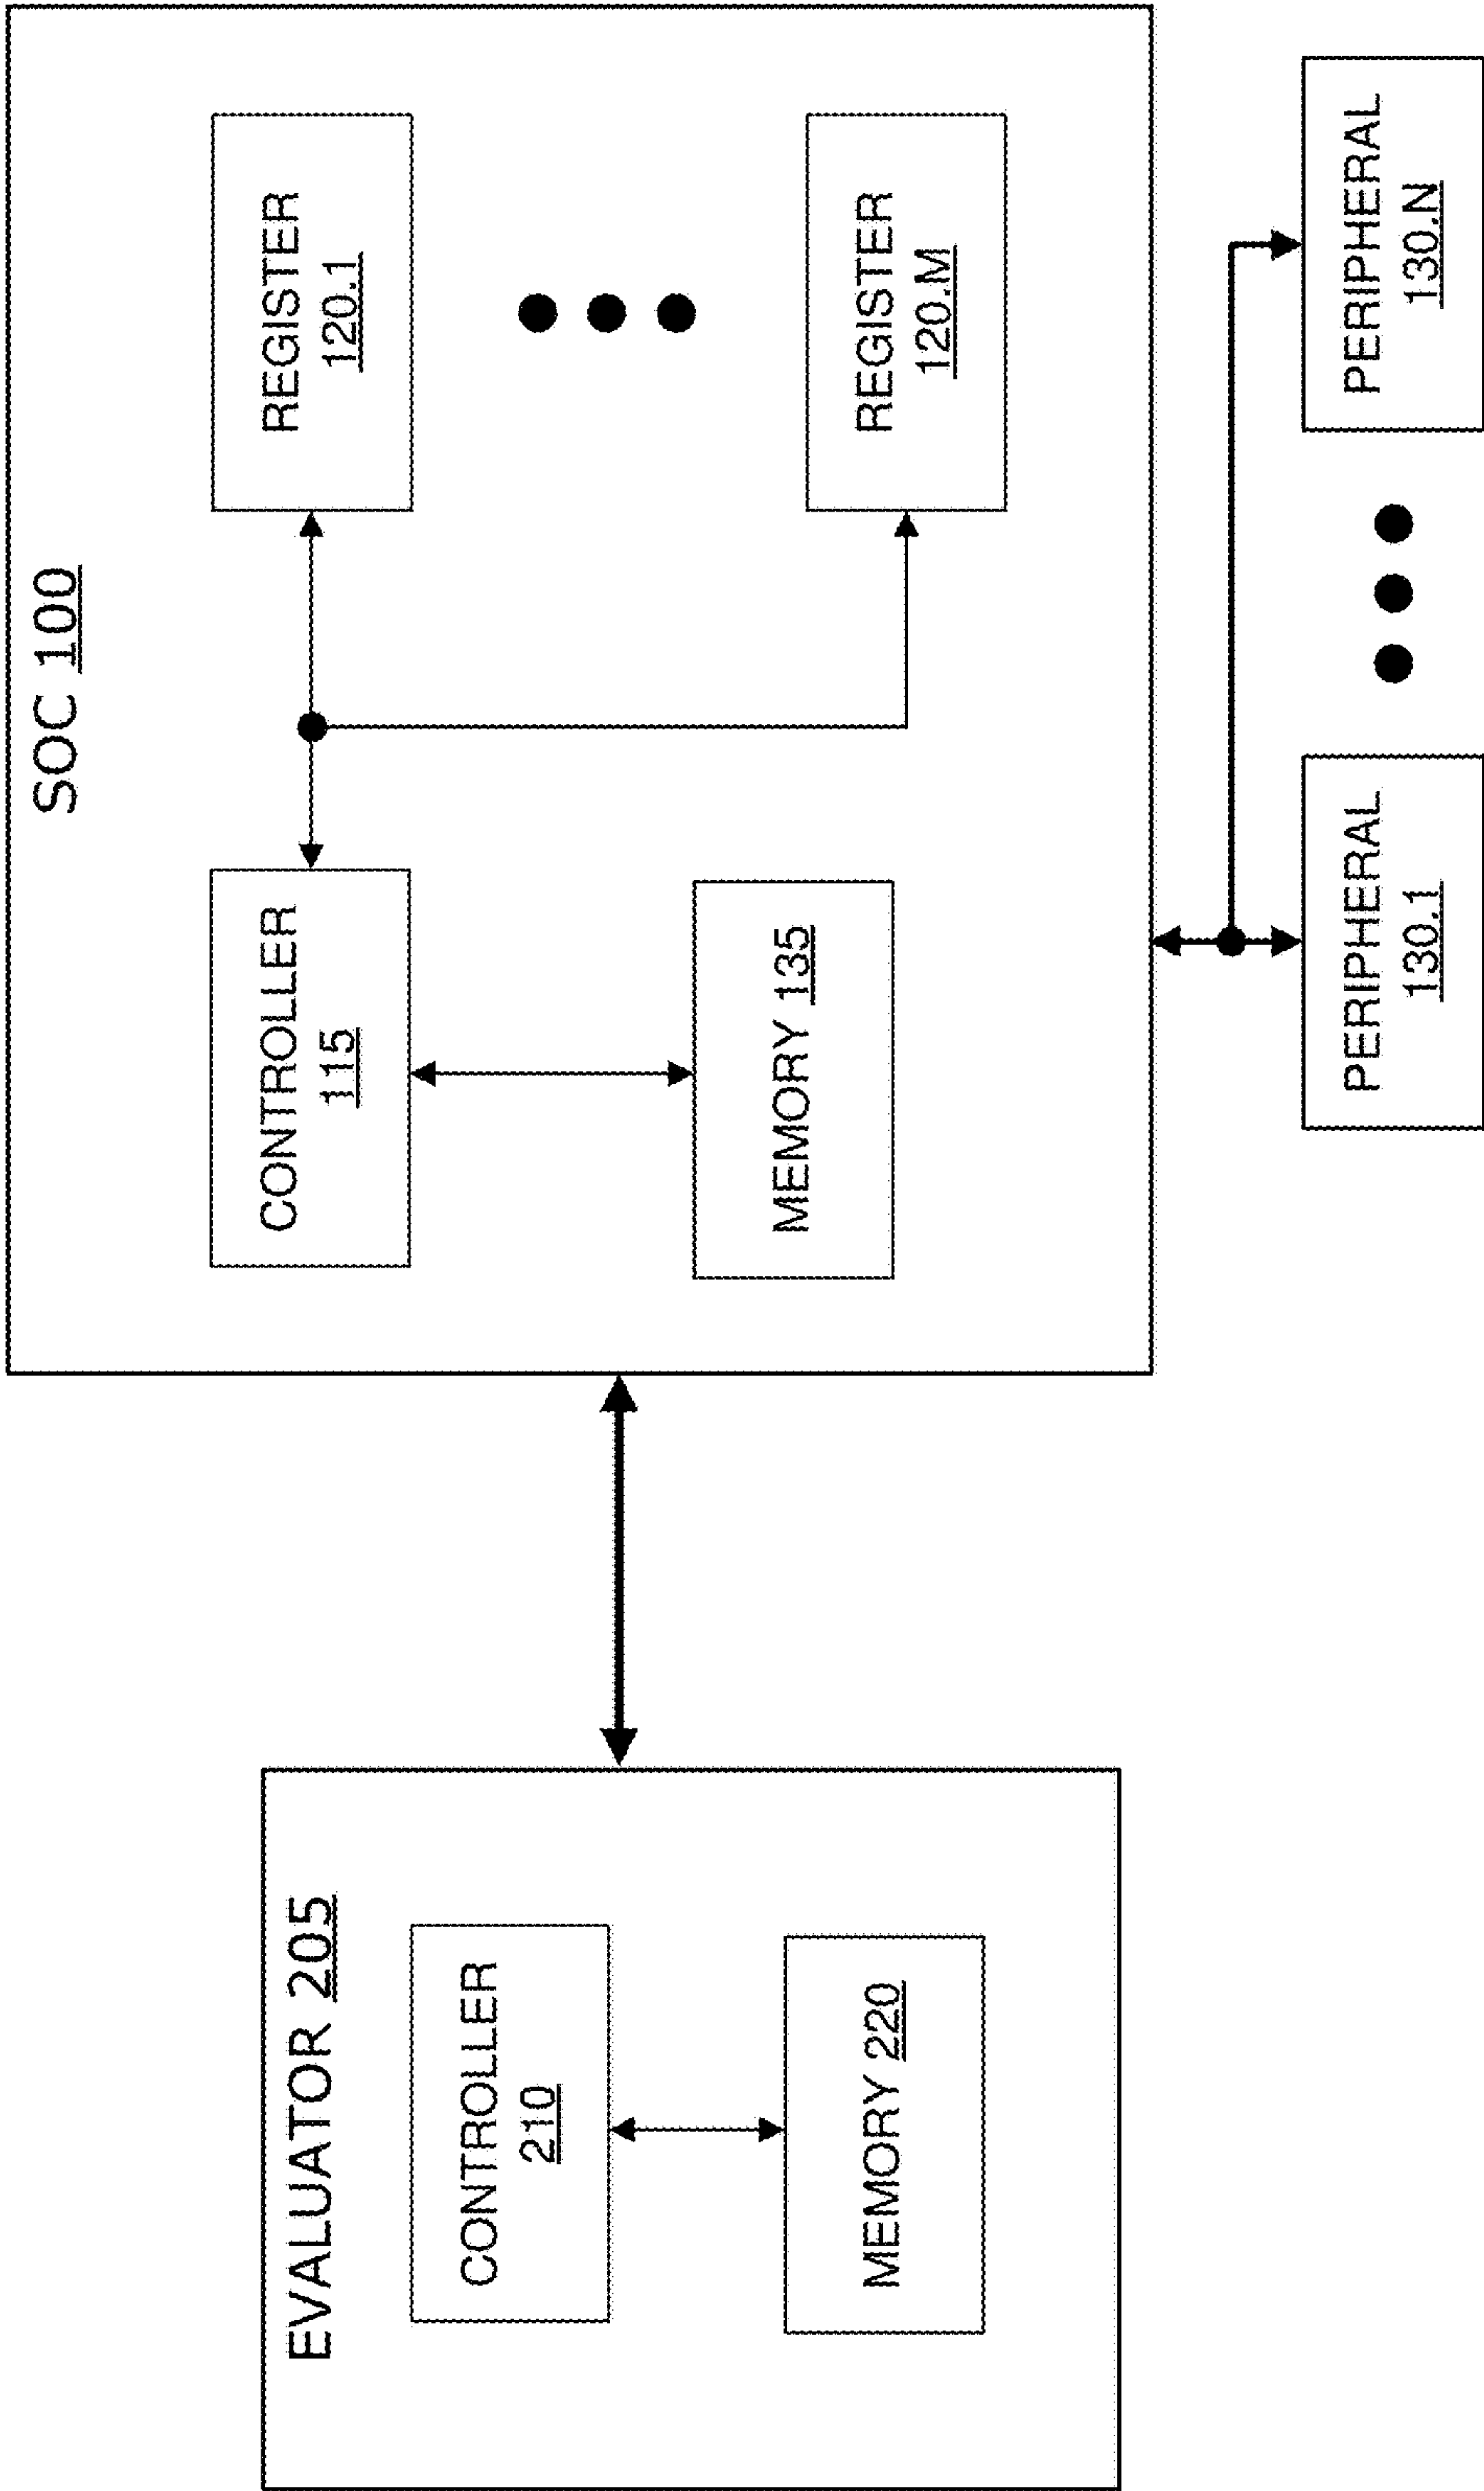 EVALUATOR 205
CONTROLLER
210
MEMORY 220
SOC 100
CONTROLLER
115
MEMORY 135
REGISTER
120.1
REGISTER
120.M
PERIPHERAL
130.1
PERIPHERAL
130.N